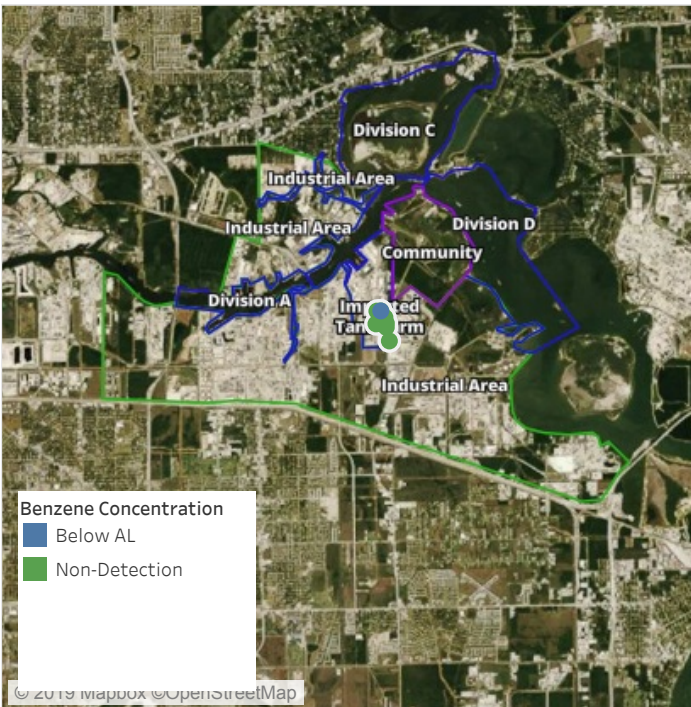 Division C
Industrial Area
Division D
Industrial Area
Community
Division A
Industrial Area
Benzene Concentration
Below AL
Non-Detection
© 2019 Mapbox ©OpenStreetMap